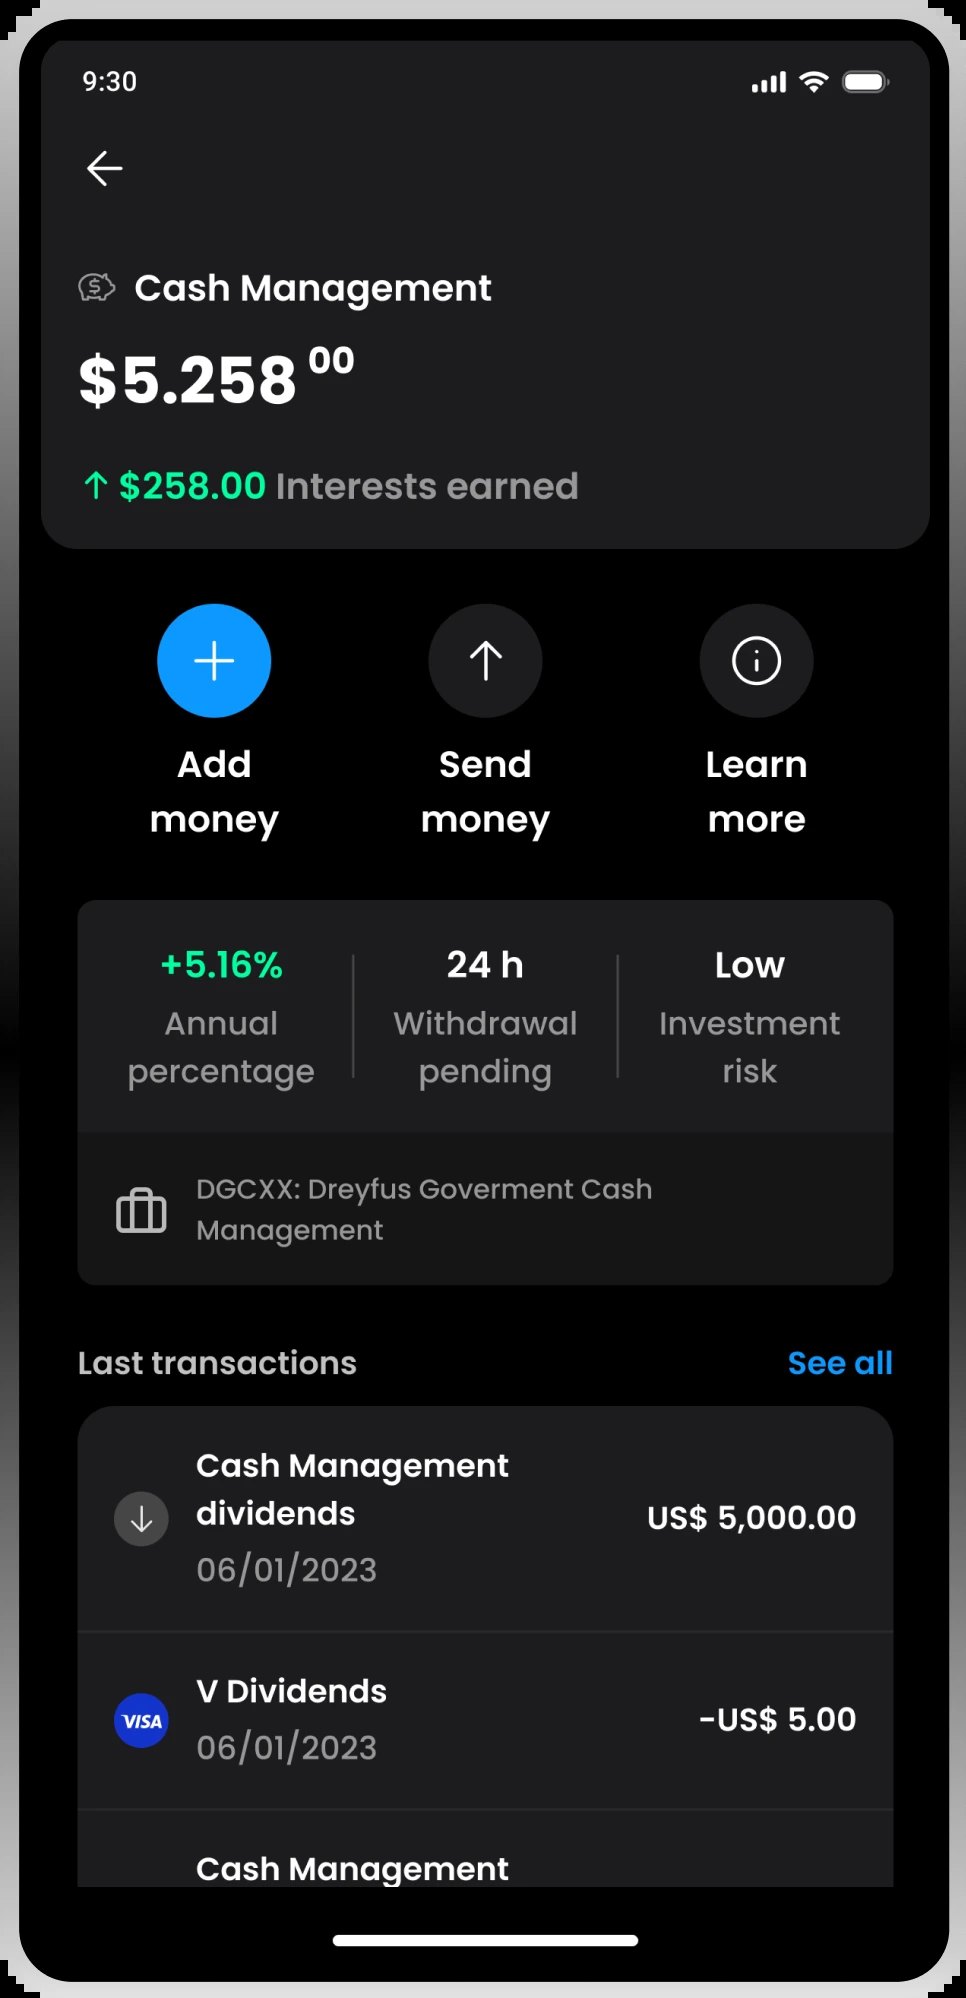 9:30
Cash Management
$5.258 00
↑ $258.00 Interests earned
Add money
Send money
Learn more
+5.16%
Annual percentage
24 h
Withdrawal pending
Low
Investment risk
DGCXX: Dreyfus Goverment Cash
Management
Last transactions
See all
Cash Management
dividends
06/01/2023
US$ 5,000.00
VISA
V Dividends
06/01/2023
-US$ 5.00
Cash Management